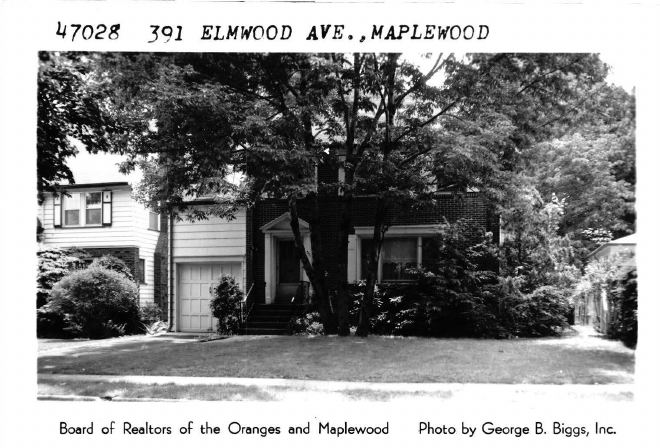 47028 391 ELMWOOD AVE., MAPLEWOOD
Board of Realtors of the Oranges and Maplewood Photo by George B. Biggs, Inc.